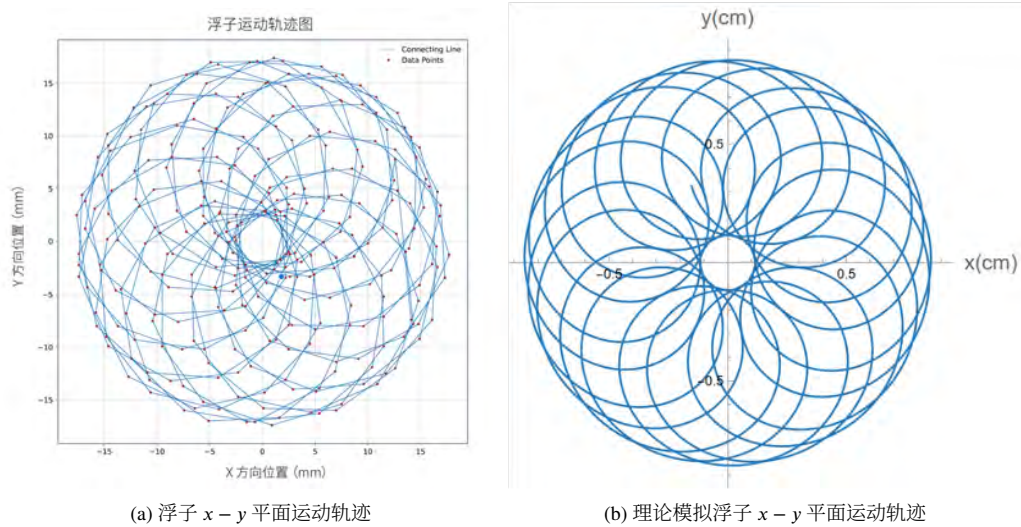 浮子运动轨迹图
Connecting Line
Data Points
15
10
5
0
−5
−10
−15
Y 方向位置 (mm)
−15
−10
−5
0
5
10
15
X 方向位置 (mm)
(a) 浮子 x − y 平面运动轨迹
y(cm)
0.5
−0.5
0.5
x(cm)
−0.5
(b) 理论模拟浮子 x − y 平面运动轨迹